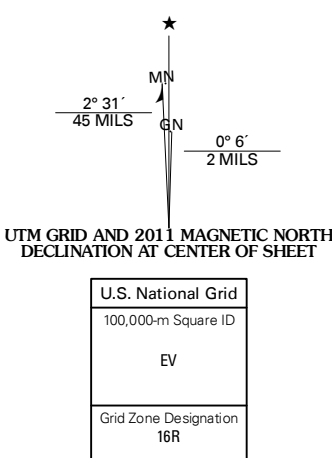 MN
2° 31´
45 MILS
GN
0° 6´
2 MILS
UTM GRID AND 2011 MAGNETIC NORTH
DECLINATION AT CENTER OF SHEET
U.S. National Grid
100,000-m Square ID
EV
Grid Zone Designation
16R